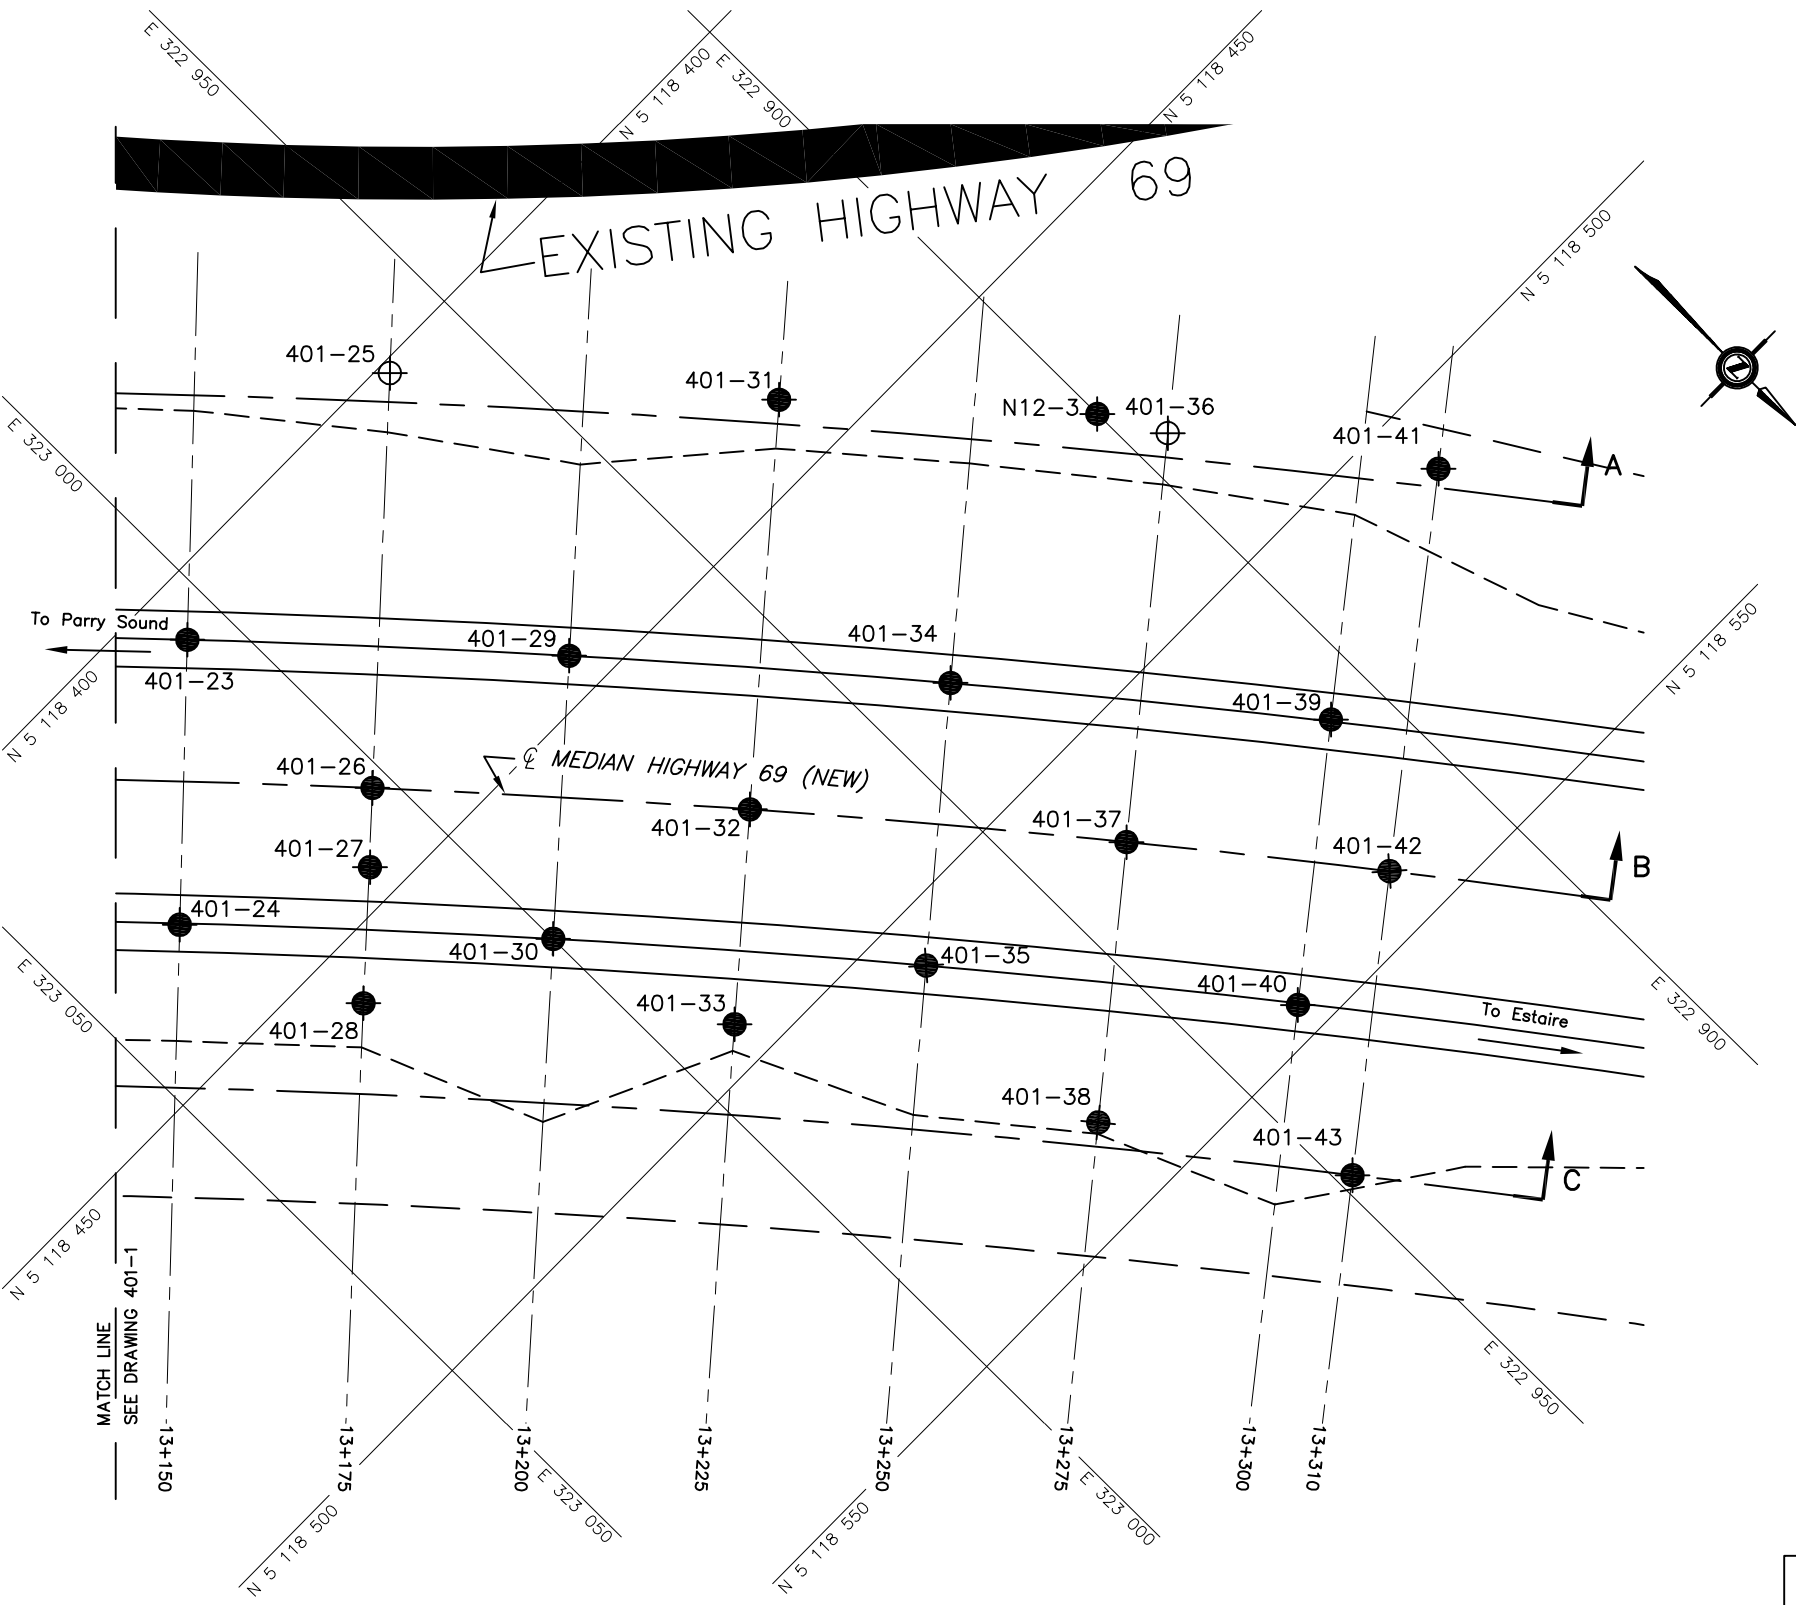 E 322 950
N 5 118 400
E 322 900
N 5 118 450
EXISTING HIGHWAY 69
N 5 118 500
401-25
401-31
N12-3
401-36
401-41
A
N
E 323 000
To Parry Sound
401-23
401-29
401-34
401-39
N 5 118 400
N 5 118 550
401-26
℄ MEDIAN HIGHWAY 69 (NEW)
401-32
401-37
401-42
B
401-27
401-24
401-30
401-35
401-40
E 323 050
401-28
401-33
To Estaire
E 322 900
401-38
401-43
C
N 5 118 450
MATCH LINE
SEE DRAWING 401-1
E 322 950
13+150
13+175
13+200
13+225
13+250
13+275
13+300
13+310
N 5 118 500
E 323 050
N 5 118 550
E 323 000